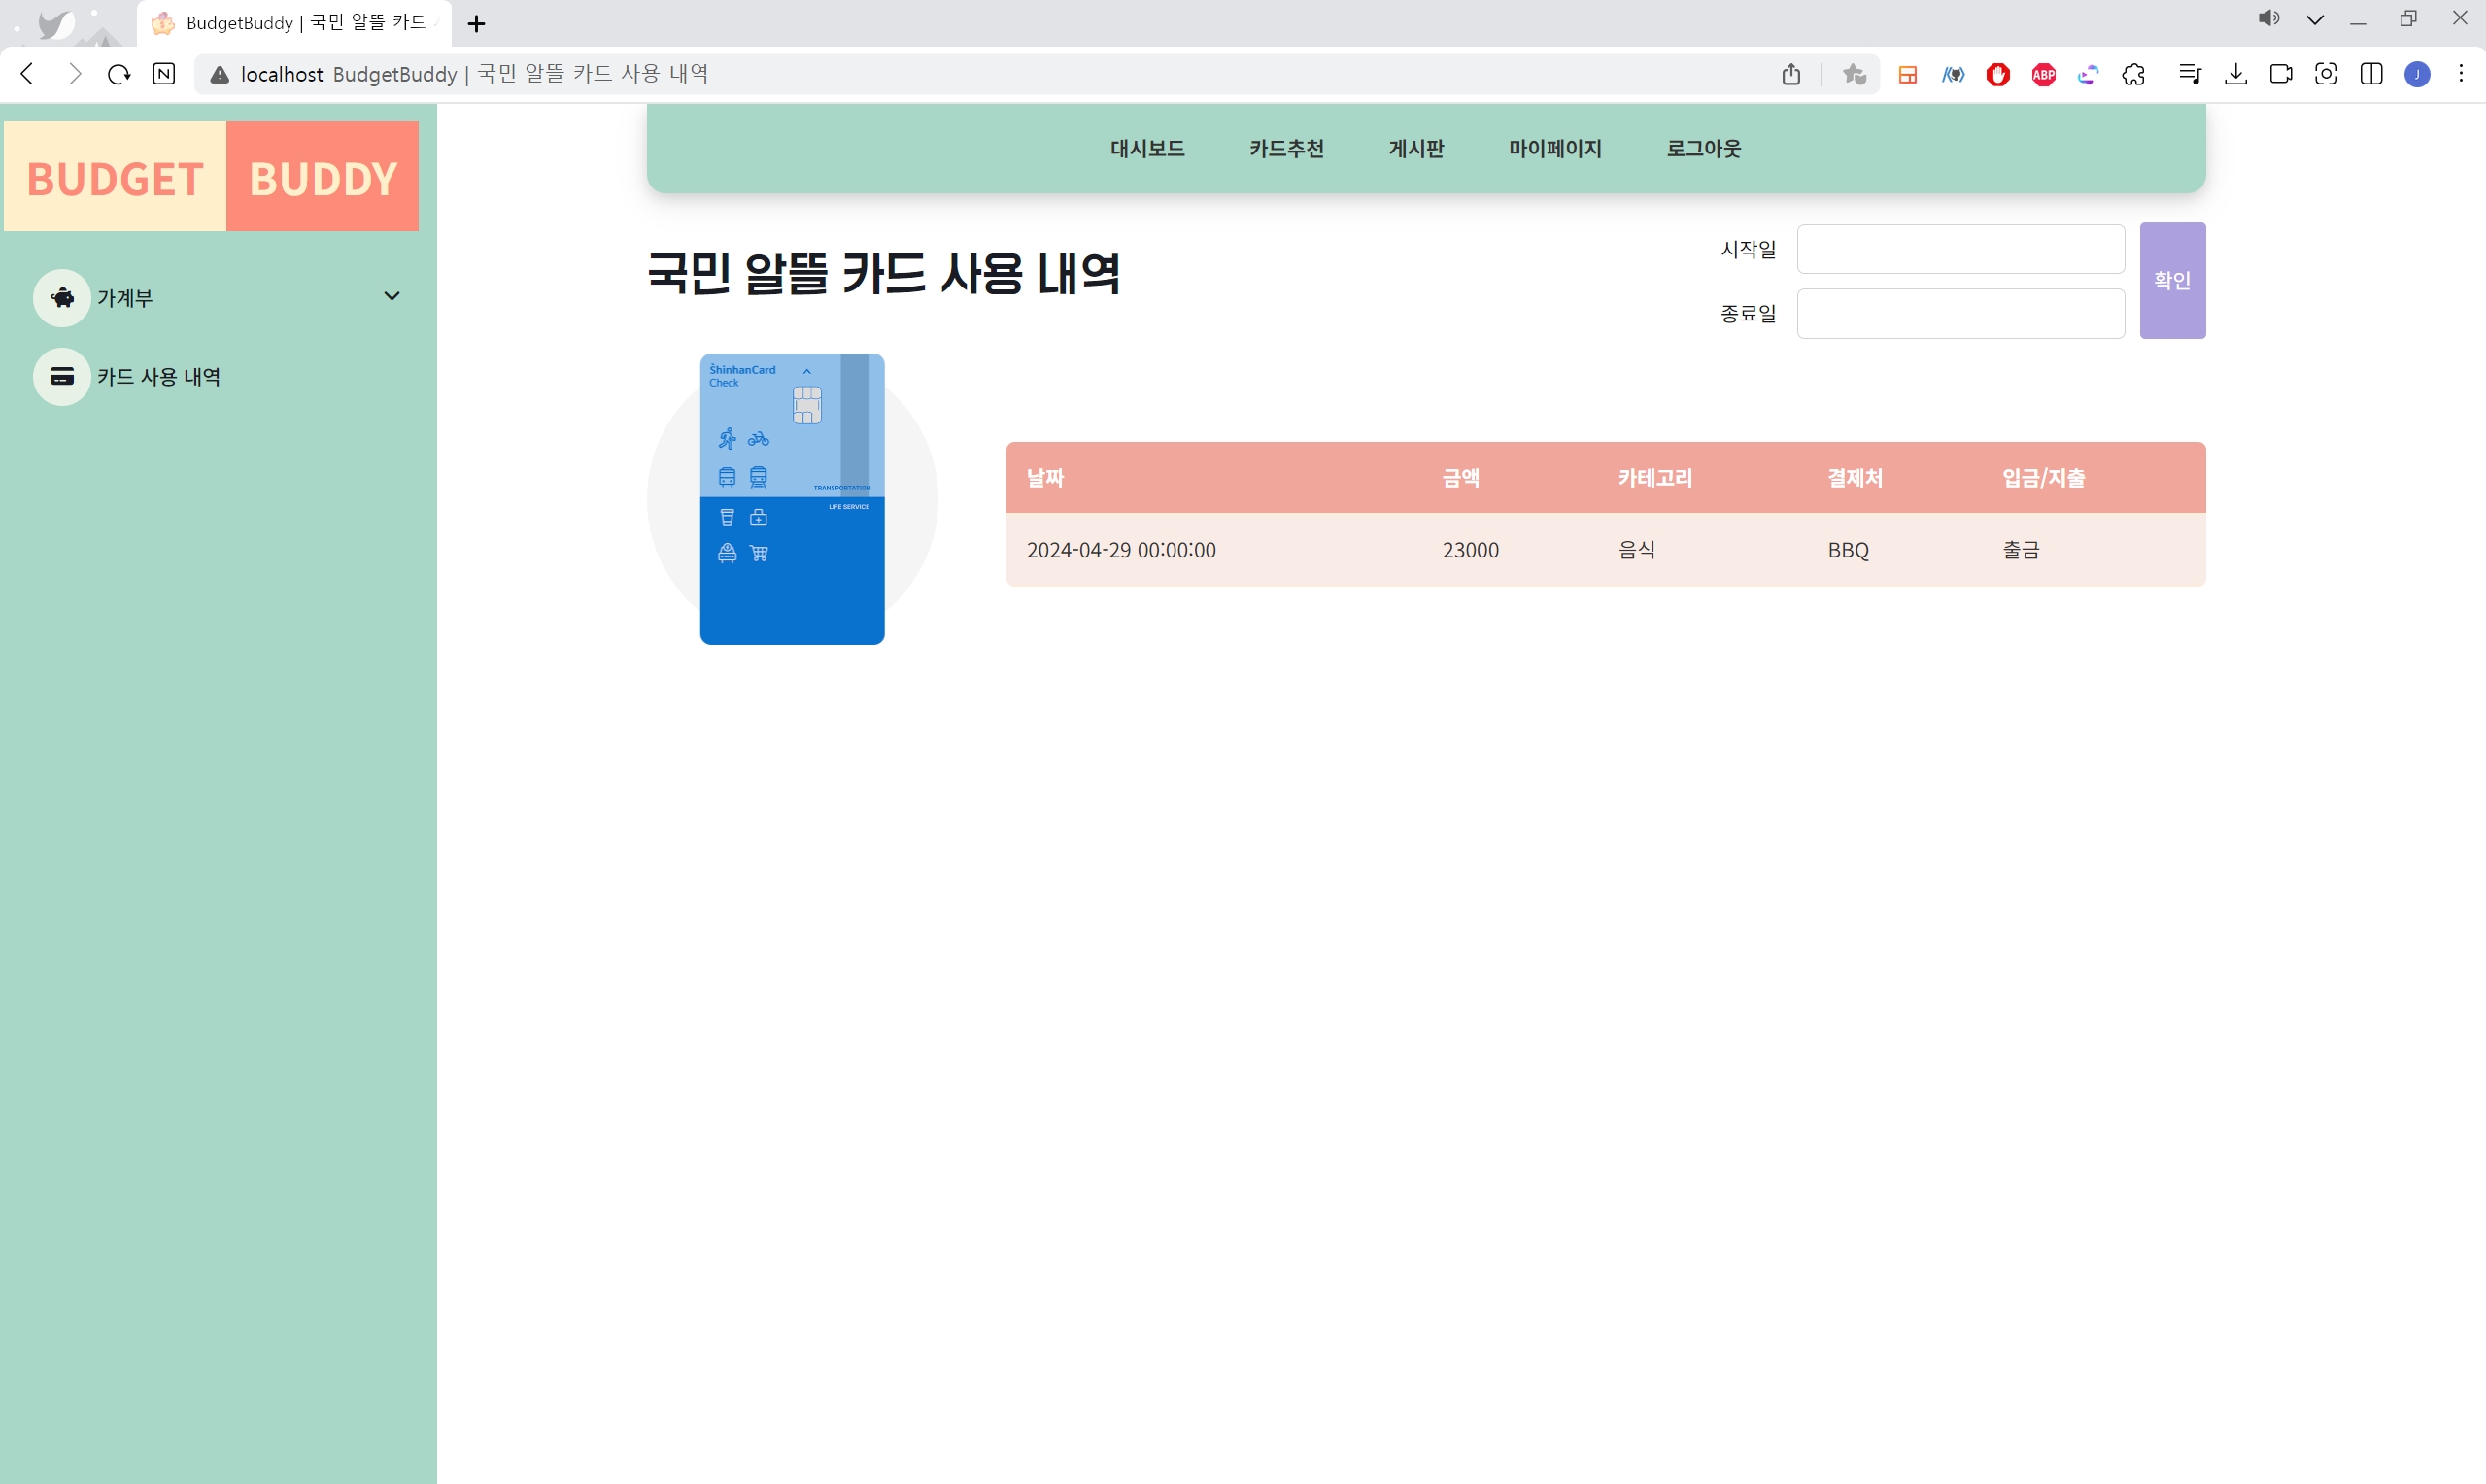 BudgetBuddy | 국민 알뜰 카드
localhost BudgetBuddy | 국민 알뜰 카드 사용 내역
ABP
J
BUDGET BUDDY
가계부
카드 사용 내역
대시보드 카드추천 게시판 마이페이지 로그아웃
국민 알뜰 카드 사용 내역
시작일
종료일
확인
ShinhanCard
Check
TRANSPORTATION
LIFE SERVICE
날짜 금액 카테고리 결제처 입금/지출
2024-04-29 00:00:00 23000 음식 BBQ 출금